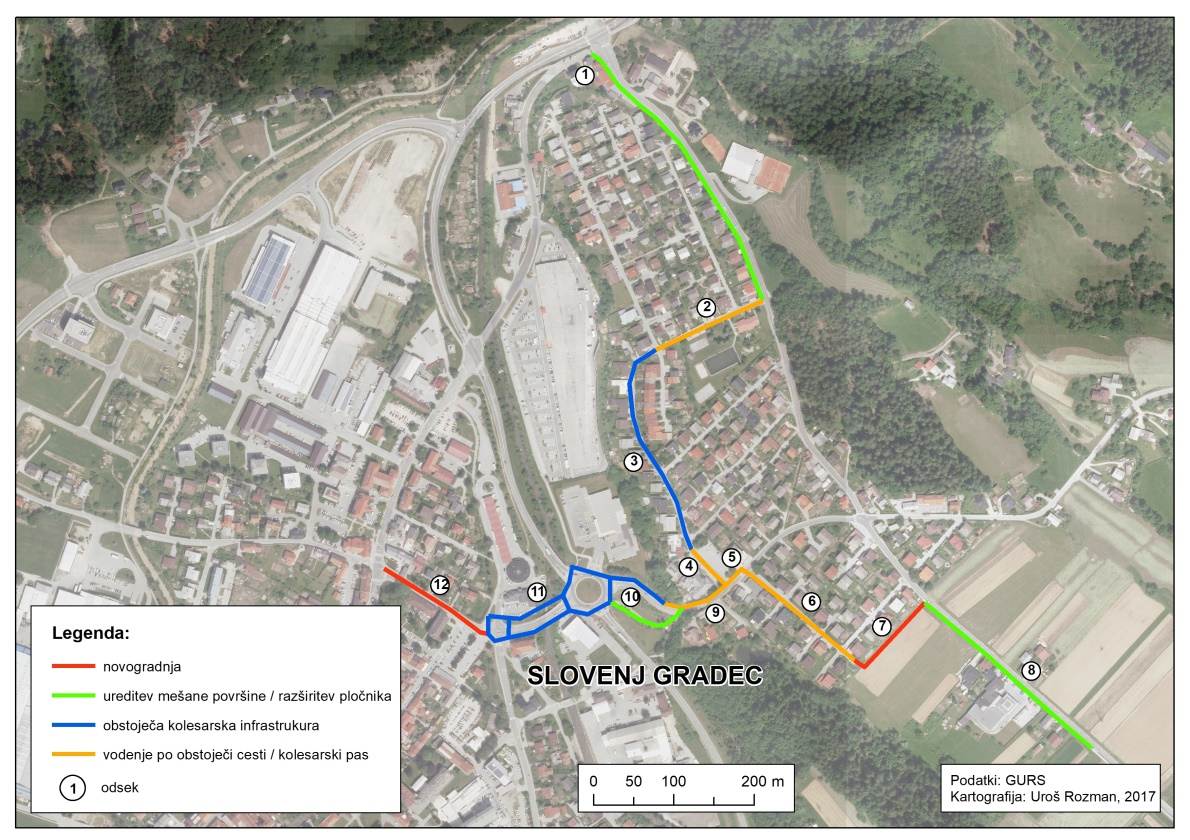 1
2
3
4
5
6
7
8
9
10
11
12
SLOVENJ GRADEC
Legenda:
novogradnja
ureditev mešane površine / razširitev pločnika
obstoječa kolesarska infrastrukura
vodenje po obstoječi cesti / kolesarski pas
1 odsek
0 50 100 200 m
Podatki: GURS
Kartografija: Uroš Rozman, 2017